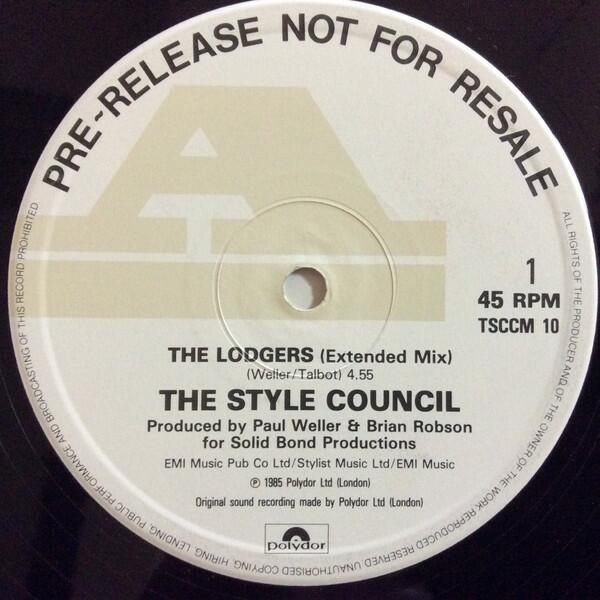 PRE-RELEASE NOT FOR RESALE
A
1
45 RPM
TSCCM 10
THE LODGERS (Extended Mix)
(Weller/Talbot) 4.55
THE STYLE COUNCIL
Produced by Paul Weller & Brian Robson
for Solid Bond Productions
EMI Music Pub Co Ltd/Stylist Music Ltd/EMI Music
℗ 1985 Polydor Ltd (London)
Original sound recording made by Polydor Ltd (London)
polydor
ALL RIGHTS OF THE PRODUCER AND OF THE OWNER OF THE WORK REPRODUCED RESERVED. UNAUTHORISED COPYING, HIRING, LENDING, PUBLIC PERFORMANCE AND BROADCASTING OF THIS RECORD PROHIBITED.